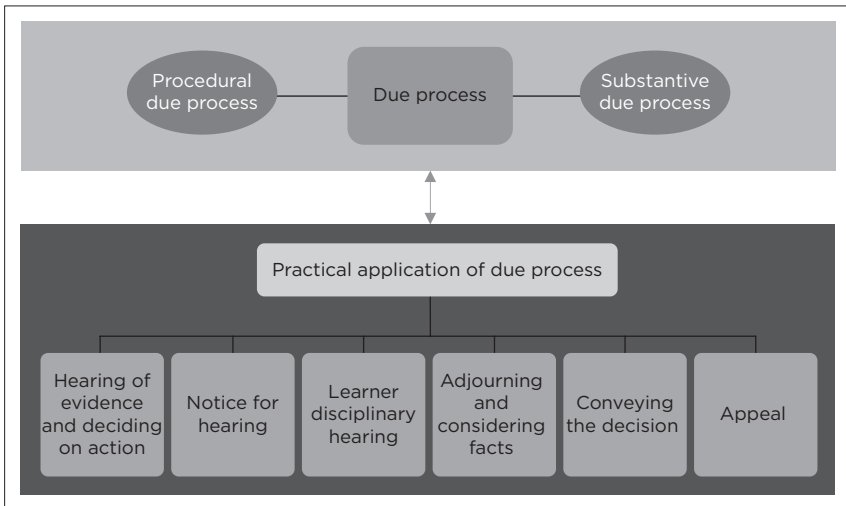 Procedural
due process
Due process
Substantive
due process
Practical application of due process
Hearing of
evidence
and deciding
on action
Notice for
hearing
Learner
disciplinary
hearing
Adjourning
and
considering
facts
Conveying
the decision
Appeal